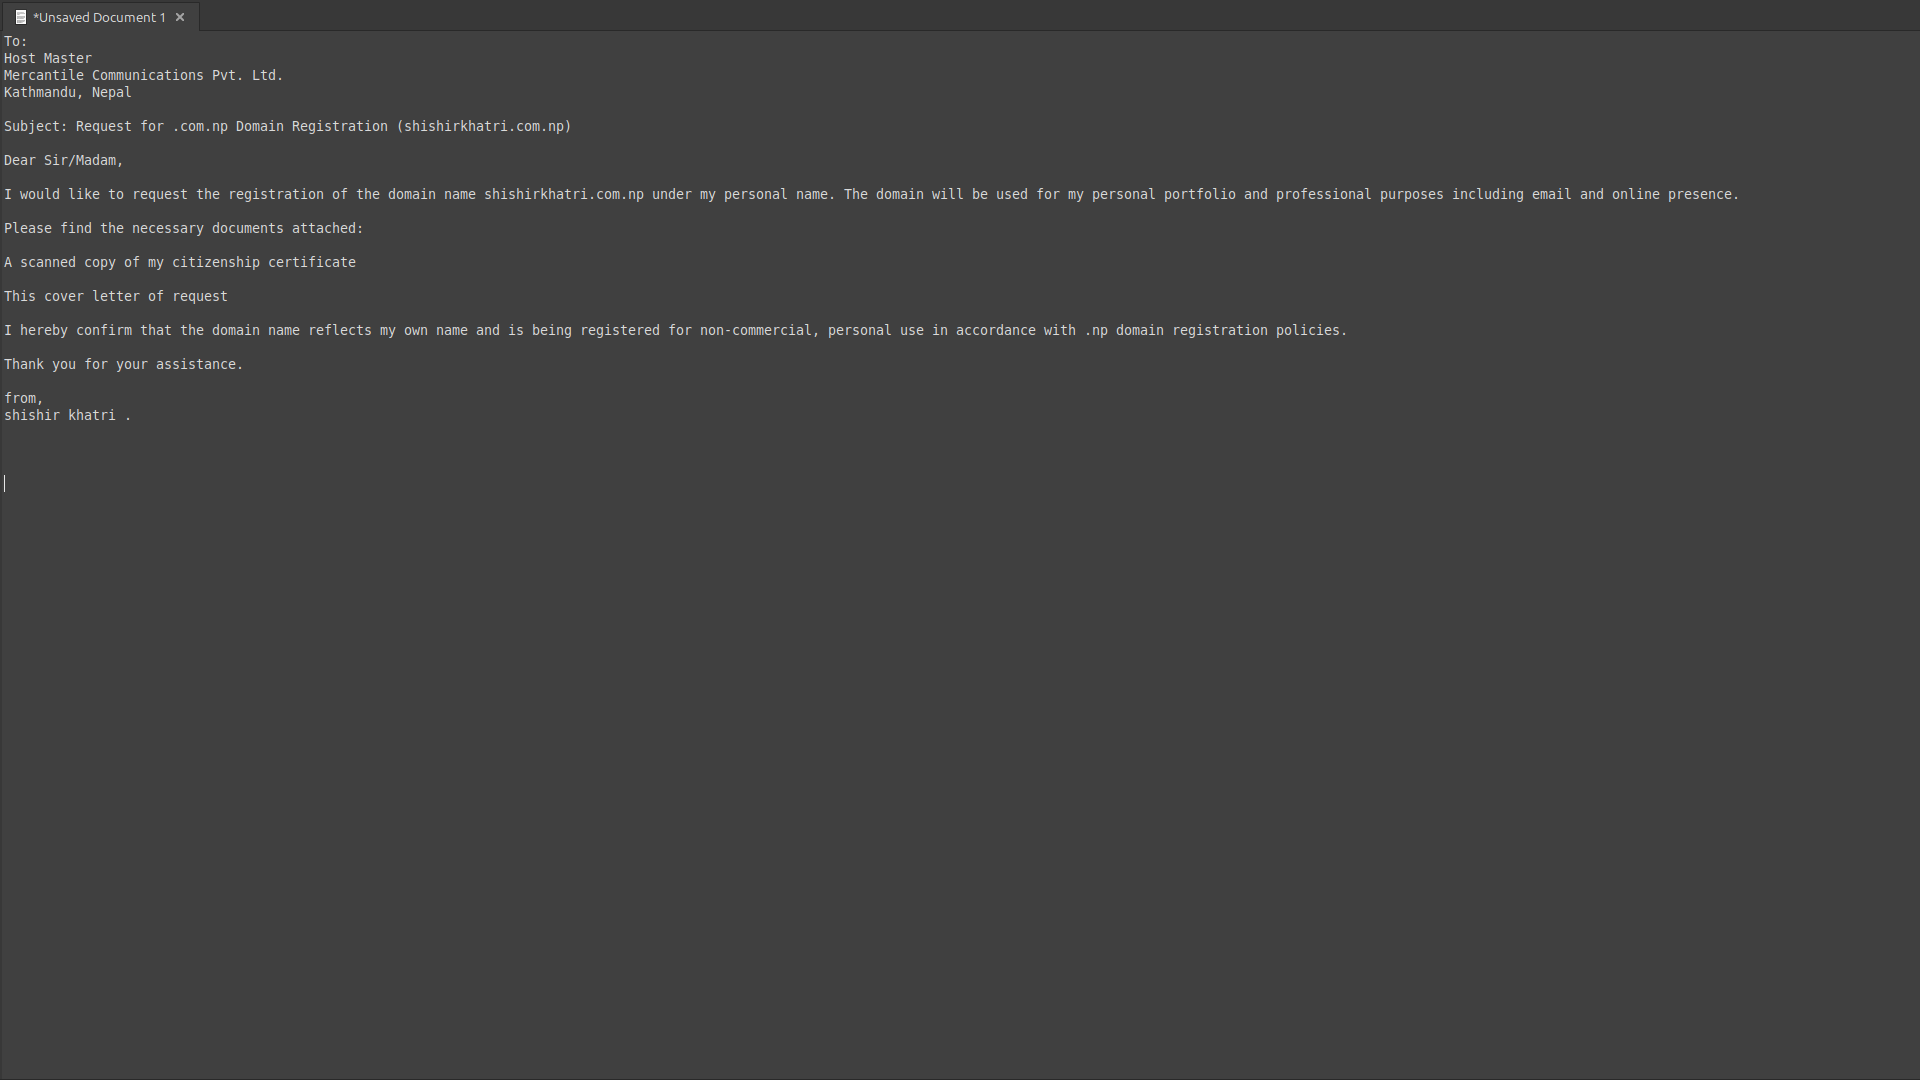 *Unsaved Document 1
To:
Host Master
Mercantile Communications Pvt. Ltd.
Kathmandu, Nepal
Subject: Request for .com.np Domain Registration (shishirkhatri.com.np)
Dear Sir/Madam,
I would like to request the registration of the domain name shishirkhatri.com.np under my personal name. The domain will be used for my personal portfolio and professional purposes including email and online presence.
Please find the necessary documents attached:
A scanned copy of my citizenship certificate
This cover letter of request
I hereby confirm that the domain name reflects my own name and is being registered for non-commercial, personal use in accordance with .np domain registration policies.
Thank you for your assistance.
from,
shishir khatri .